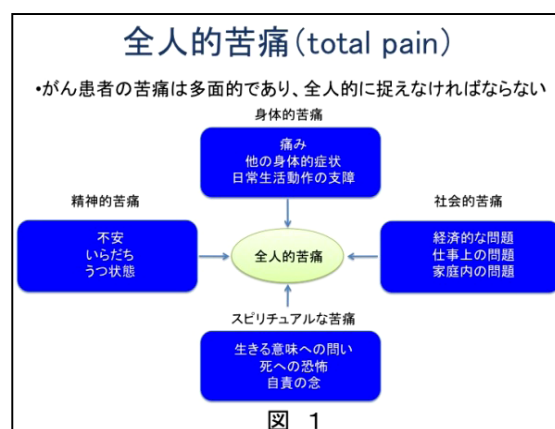 全人的苦痛(total pain)
•がん患者の苦痛は多面的であり、全人的に捉えなければならない
身体的苦痛
痛み
他の身体的症状
日常生活動作の支障
精神的苦痛
不安
いらだち
うつ状態
全人的苦痛
社会的苦痛
経済的な問題
仕事上の問題
家庭内の問題
スピリチュアルな苦痛
生きる意味への問い
死への恐怖
自責の念
図 1